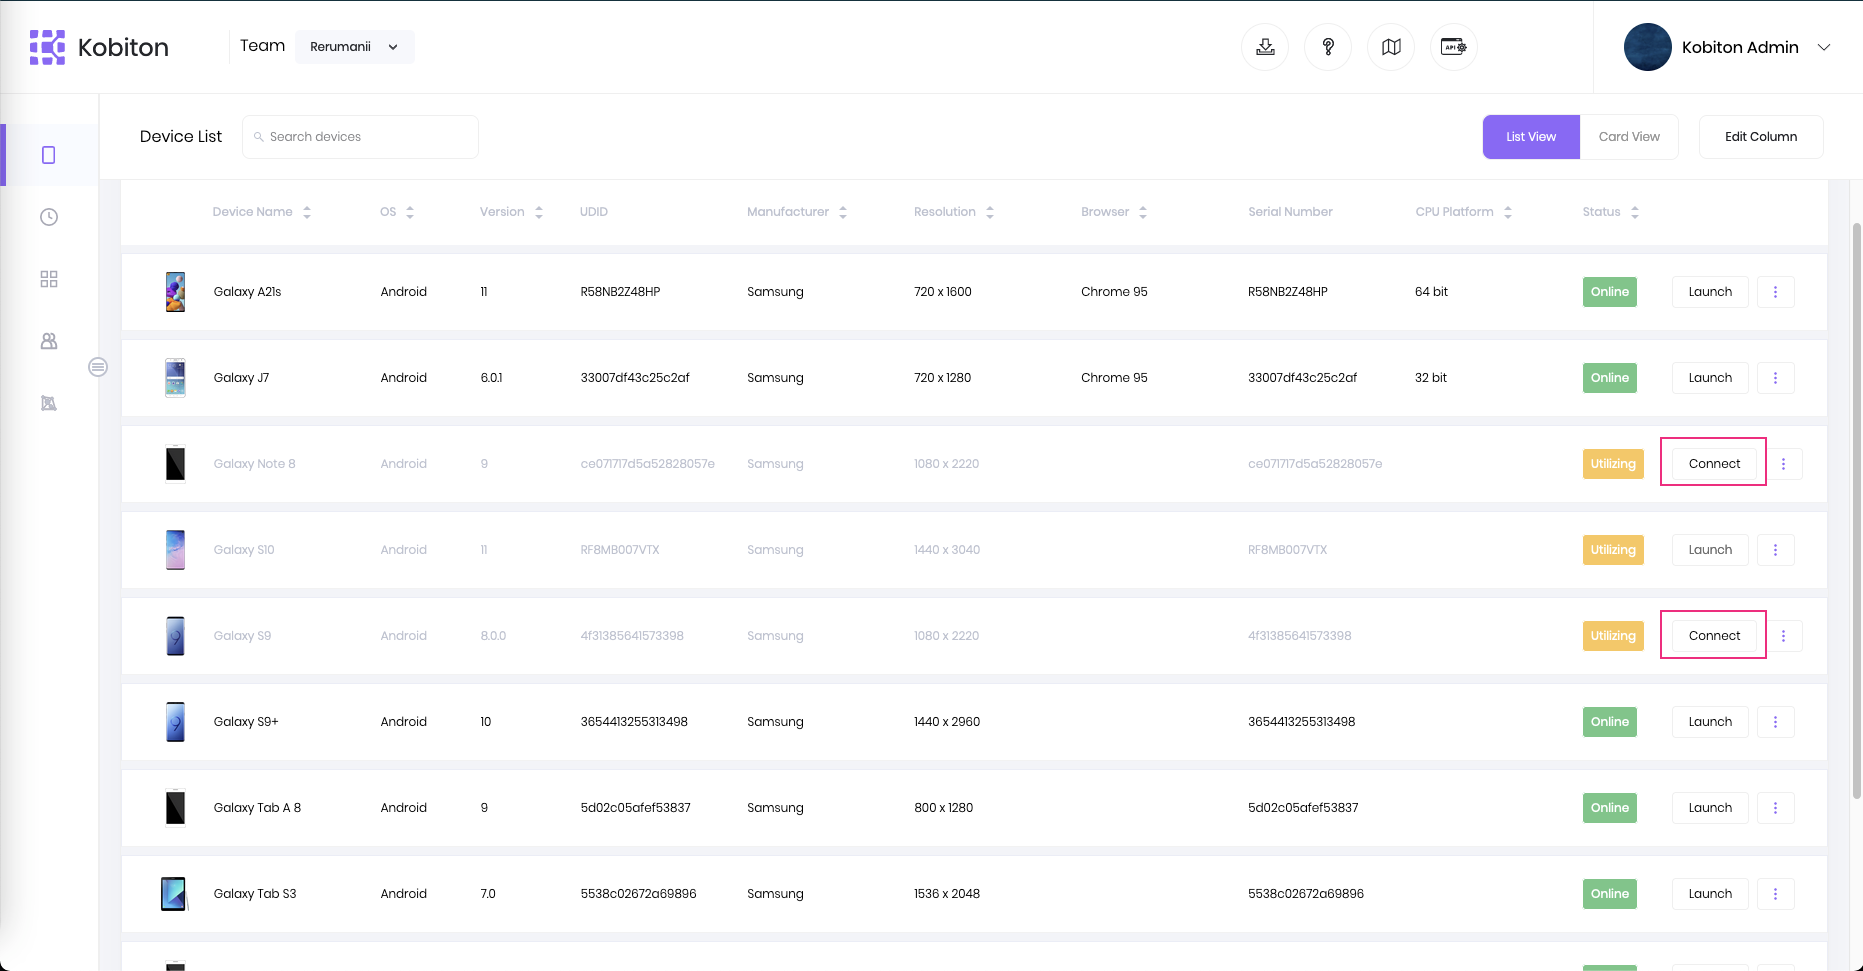 Kobiton
Team Rerumanii
API
Kobiton Admin
Device List Search devices List View Card View Edit Column
Device Name OS Version UDID Manufacturer Resolution Browser Serial Number CPU Platform Status
Galaxy A21s Android 11 R58NB2Z48HP Samsung 720 x 1600 Chrome 95 R58NB2Z48HP 64 bit Online Launch
Galaxy J7 Android 6.0.1 33007df43c25c2af Samsung 720 x 1280 Chrome 95 33007df43c25c2af 32 bit Online Launch
Galaxy Note 8 Android 9 ce071717d5a52828057e Samsung 1080 x 2220 ce071717d5a52828057e Utilizing Connect
Galaxy S10 Android 11 RF8MB007VTX Samsung 1440 x 3040 RF8MB007VTX Utilizing Launch
Galaxy S9 Android 8.0.0 4f31385641573398 Samsung 1080 x 2220 4f31385641573398 Utilizing Connect
Galaxy S9+ Android 10 3654413255313498 Samsung 1440 x 2960 3654413255313498 Online Launch
Galaxy Tab A 8 Android 9 5d02c05afef53837 Samsung 800 x 1280 5d02c05afef53837 Online Launch
Galaxy Tab S3 Android 7.0 5538c02672a69896 Samsung 1536 x 2048 5538c02672a69896 Online Launch